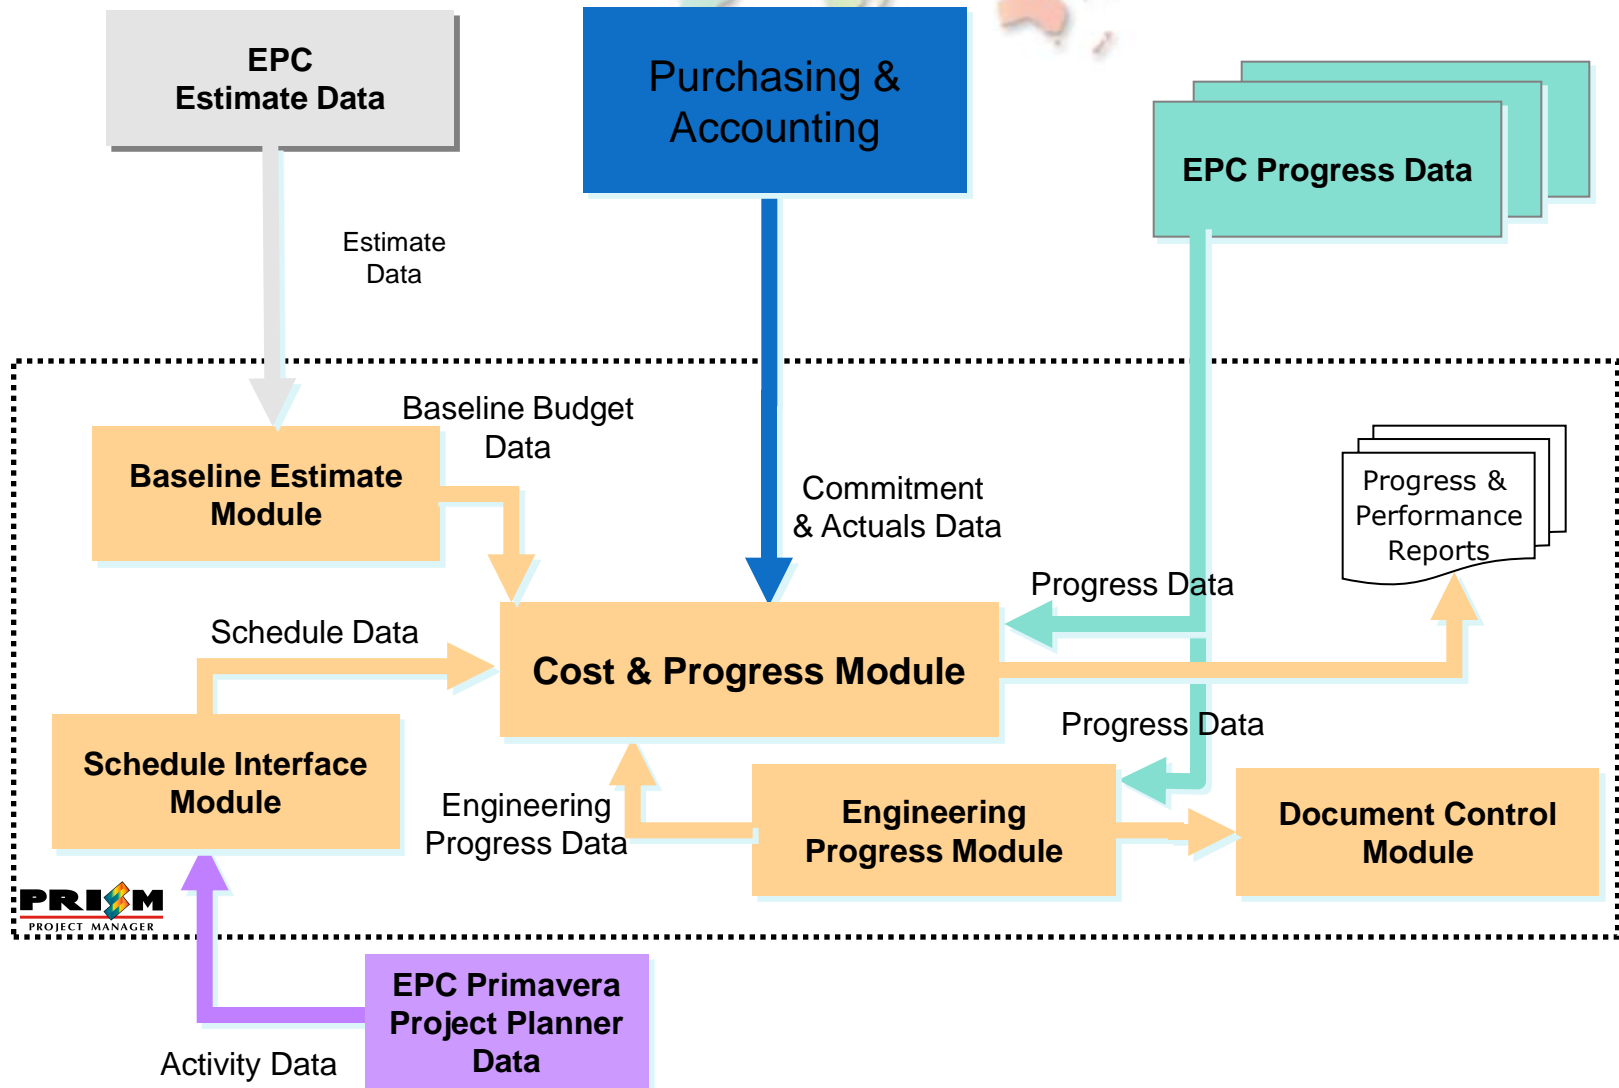 EPC
Estimate Data
Purchasing &
Accounting
EPC Progress Data
Estimate
Data
Baseline Budget
Data
Baseline Estimate
Module
Commitment
& Actuals Data
Progress &
Performance
Reports
Progress Data
Schedule Data
Cost & Progress Module
Progress Data
Schedule Interface
Module
Engineering
Progress Data
Engineering
Progress Module
Document Control
Module
PRISM
PROJECT MANAGER
EPC Primavera
Project Planner
Data
Activity Data